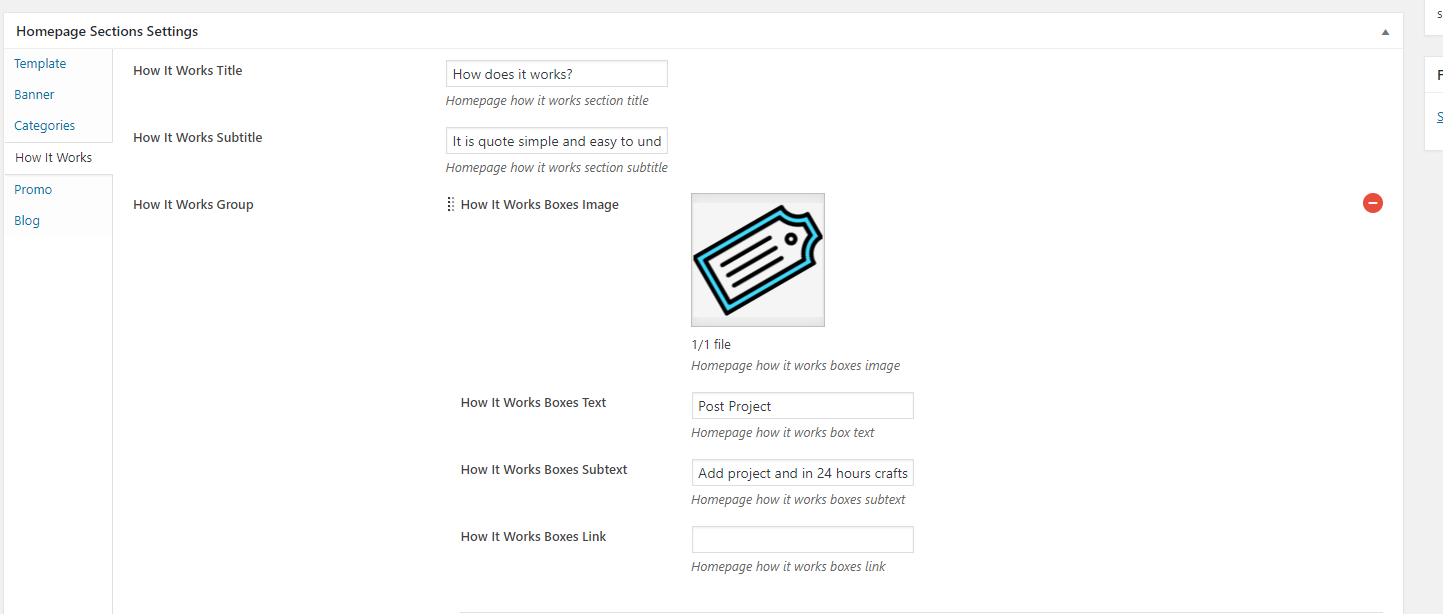 Homepage Sections Settings
Template
Banner
Categories
How It Works
Promo
Blog
How It Works Title
How does it works?
Homepage how it works section title
How It Works Subtitle
It is quote simple and easy to und
Homepage how it works section subtitle
How It Works Group
How It Works Boxes Image
1/1 file
Homepage how it works boxes image
How It Works Boxes Text
Post Project
Homepage how it works box text
How It Works Boxes Subtext
Add project and in 24 hours crafts
Homepage how it works boxes subtext
How It Works Boxes Link
Homepage how it works boxes link